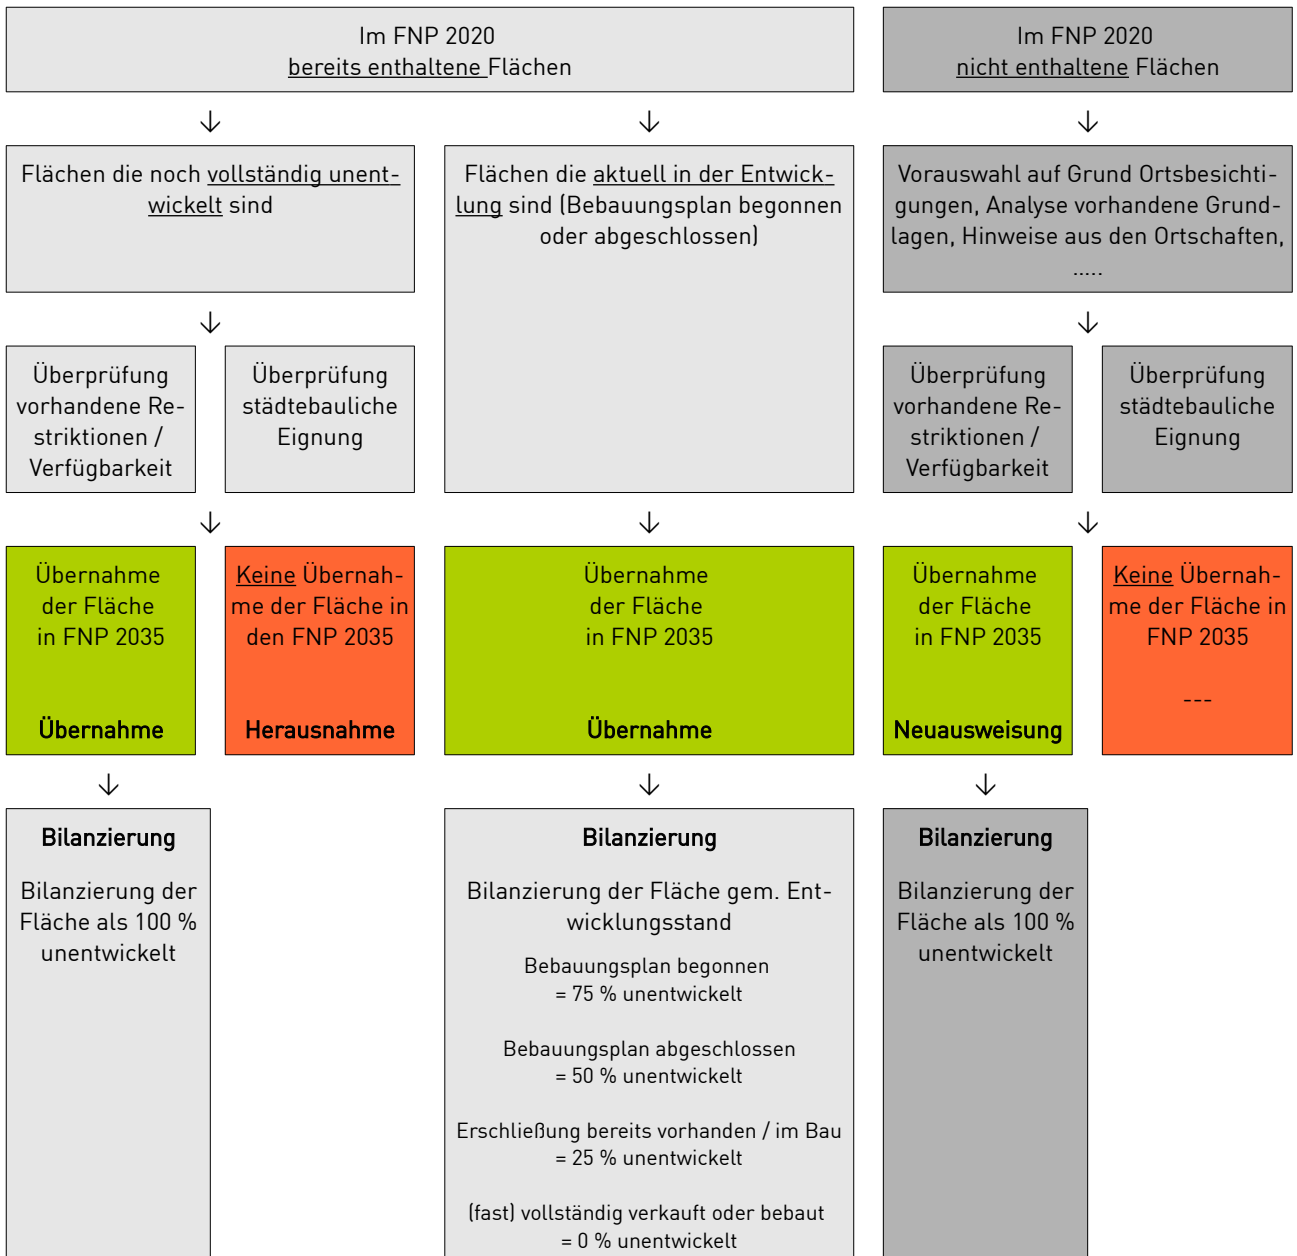 Im FNP 2020
bereits enthaltene Flächen
Im FNP 2020
nicht enthaltene Flächen
Flächen die noch vollständig unent-
wickelt sind
Flächen die aktuell in der Entwick-
lung sind (Bebauungsplan begonnen
oder abgeschlossen)
Vorauswahl auf Grund Ortsbesichti-
gungen, Analyse vorhandene Grund-
lagen, Hinweise aus den Ortschaften,
.....
Überprüfung
vorhandene Re-
striktionen /
Verfügbarkeit
Überprüfung
städtebauliche
Eignung
Überprüfung
vorhandene Re-
striktionen /
Verfügbarkeit
Überprüfung
städtebauliche
Eignung
Übernahme
der Fläche
in FNP 2035
Übernahme
Keine Übernah-
me der Fläche in
den FNP 2035
Herausnahme
Übernahme
der Fläche
in FNP 2035
Übernahme
Übernahme
der Fläche
in FNP 2035
Neuausweisung
Keine Übernah-
me der Fläche in
FNP 2035
---
Bilanzierung
Bilanzierung der
Fläche als 100 %
unentwickelt
Bilanzierung
Bilanzierung der Fläche gem. Ent-
wicklungsstand
Bebauungsplan begonnen
= 75 % unentwickelt
Bebauungsplan abgeschlossen
= 50 % unentwickelt
Erschließung bereits vorhanden / im Bau
= 25 % unentwickelt
(fast) vollständig verkauft oder bebaut
= 0 % unentwickelt
Bilanzierung
Bilanzierung der
Fläche als 100 %
unentwickelt